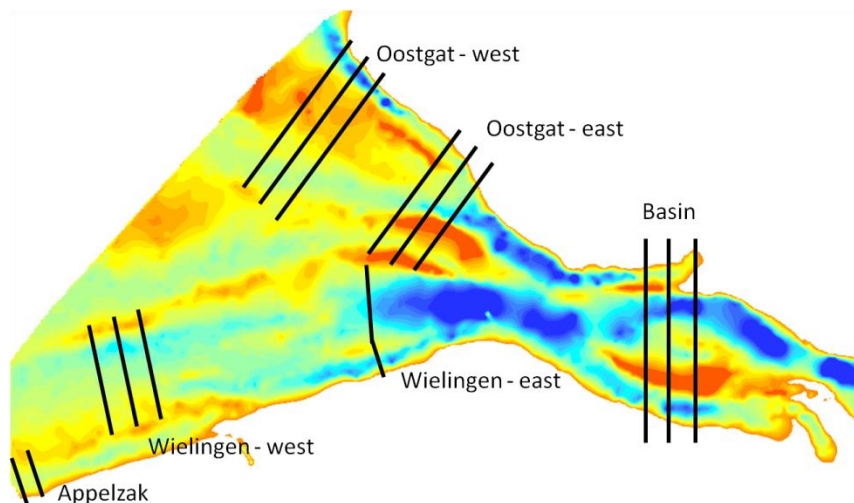 Oostgat - west
Oostgat - east
Basin
Wielingen - east
Wielingen - west
Appelzak